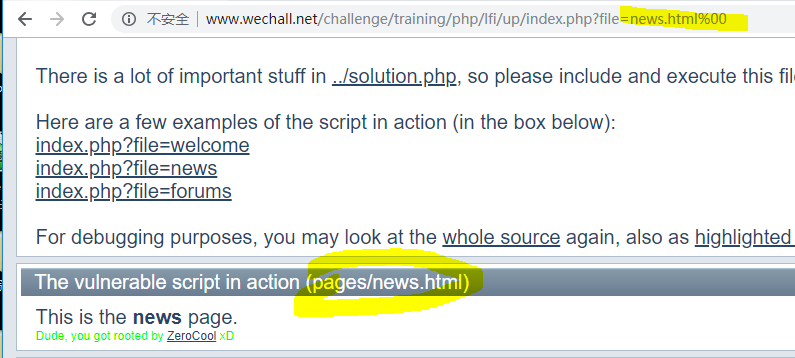 不安全 | www.wechall.net/challenge/training/php/lfi/up/index.php?file=news.html%00
There is a lot of important stuff in ../solution.php, so please include and execute this fil
Here are a few examples of the script in action (in the box below):
index.php?file=welcome
index.php?file=news
index.php?file=forums
For debugging purposes, you may look at the whole source again, also as highlighted
The vulnerable script in action (pages/news.html)
This is the news page.
Dude, you got rooted by ZeroCool xD